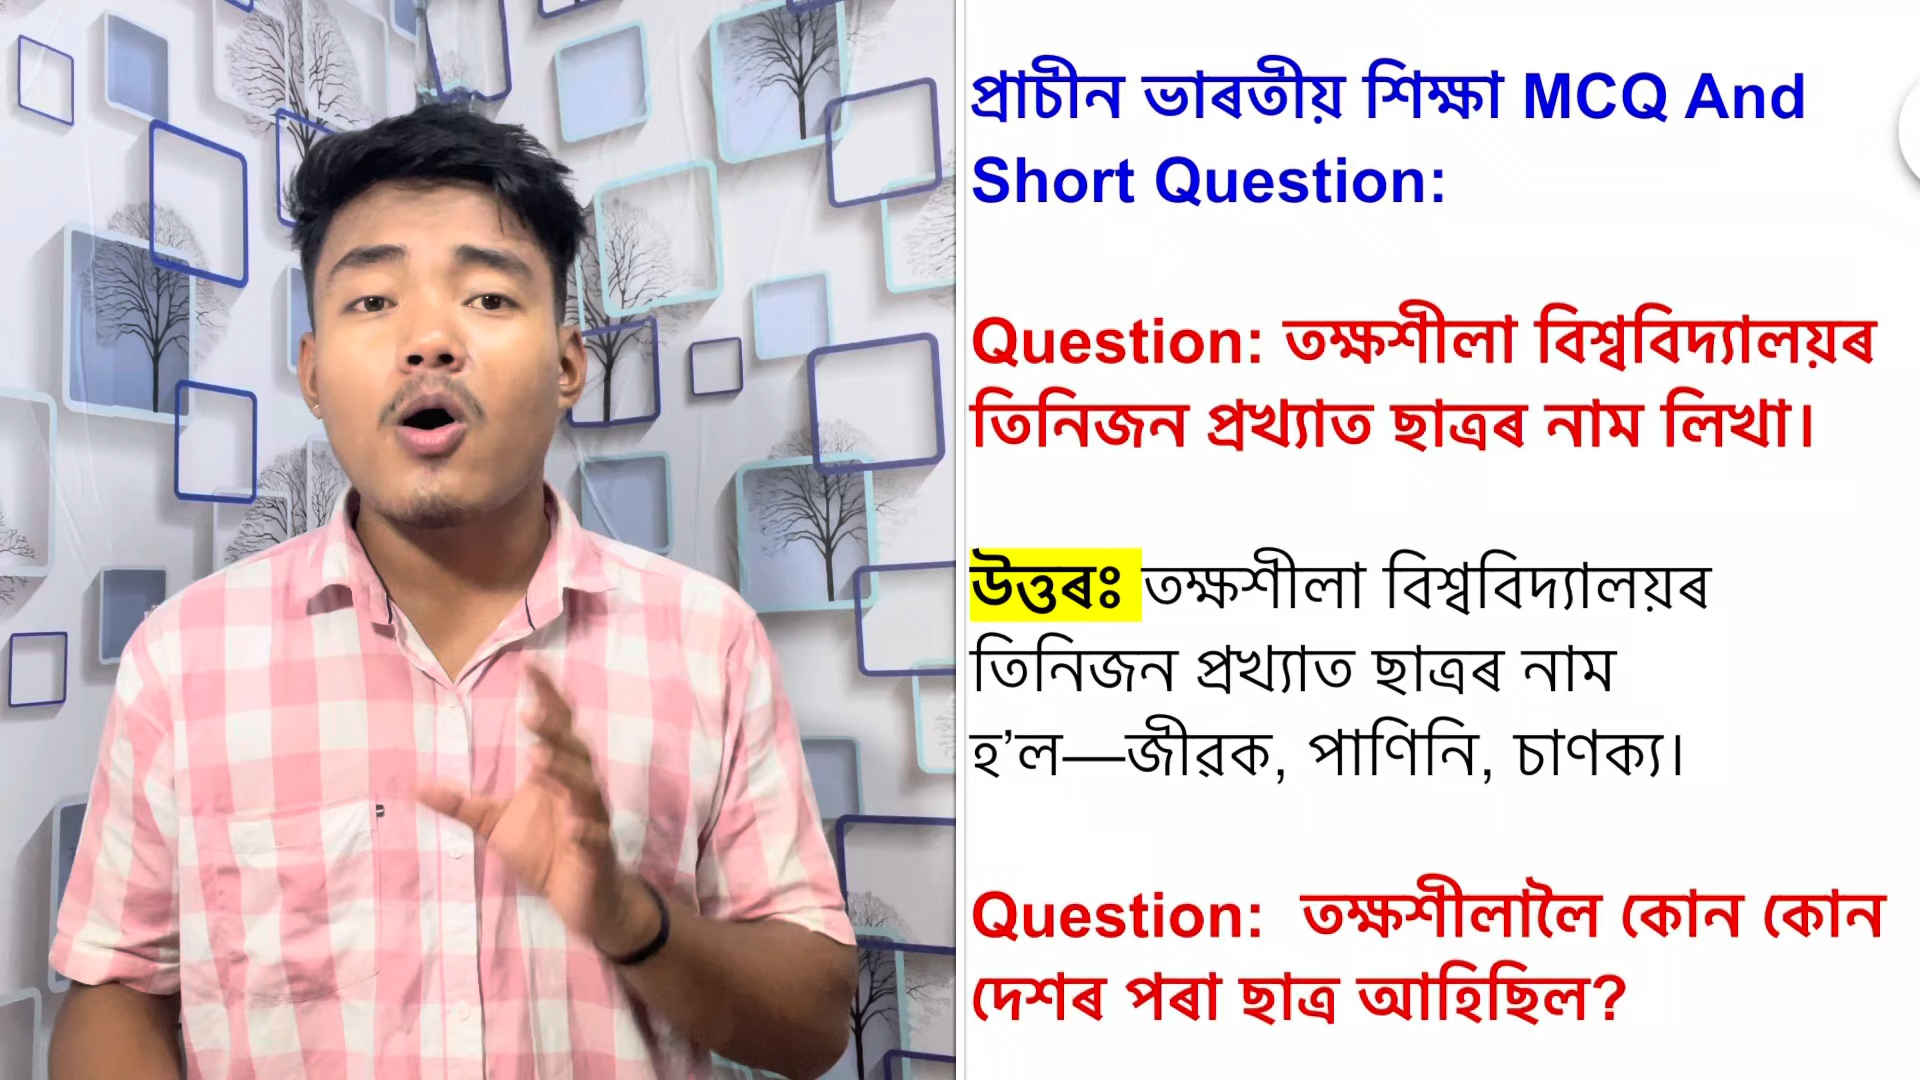 প্ৰাচীন ভাৰতীয় শিক্ষা MCQ And
Short Question:
Question: তক্ষশীলা বিশ্ববিদ্যালয়ৰ
তিনিজন প্ৰখ্যাত ছাত্ৰৰ নাম লিখা।
উত্তৰঃ তক্ষশীলা বিশ্ববিদ্যালয়ৰ
তিনিজন প্ৰখ্যাত ছাত্ৰৰ নাম
হ’ল—জীৱক, পাণিনি, চাণক্য।
Question: তক্ষশীলালৈ কোন কোন
দেশৰ পৰা ছাত্ৰ আহিছিল?